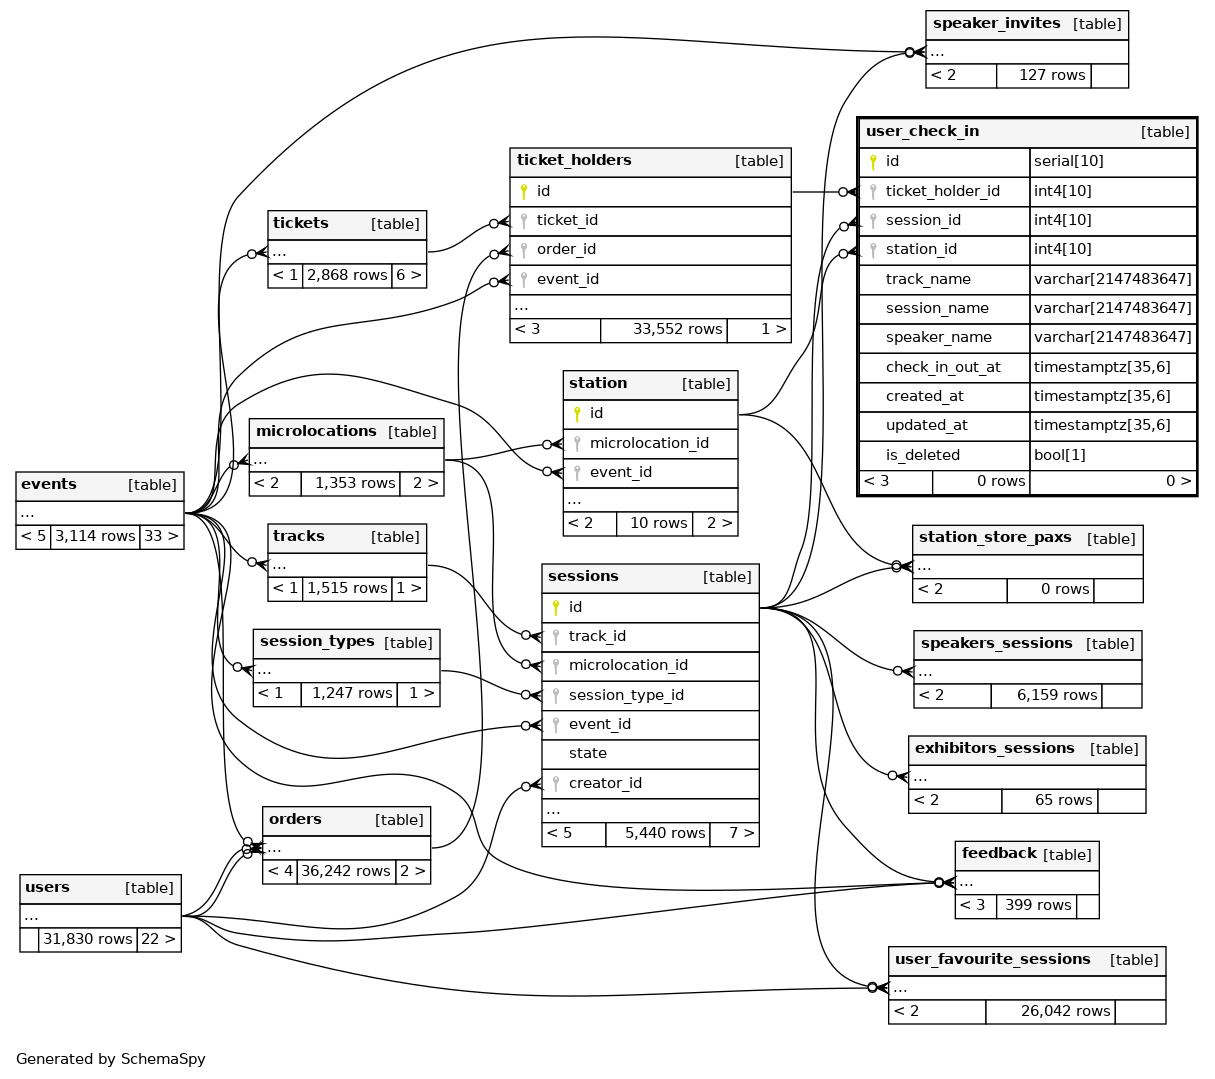 speaker_invites [table]
...
< 2 127 rows
user_check_in [table]
id serial[10]
ticket_holder_id int4[10]
session_id int4[10]
station_id int4[10]
track_name varchar[2147483647]
session_name varchar[2147483647]
speaker_name varchar[2147483647]
check_in_out_at timestamptz[35,6]
created_at timestamptz[35,6]
updated_at timestamptz[35,6]
is_deleted bool[1]
< 3 0 rows 0 >
ticket_holders [table]
id
ticket_id
order_id
event_id
...
< 3 33,552 rows 1 >
tickets [table]
...
< 1 2,868 rows 6 >
station [table]
id
microlocation_id
event_id
...
< 2 10 rows 2 >
microlocations [table]
...
< 2 1,353 rows 2 >
events [table]
...
< 5 3,114 rows 33 >
tracks [table]
...
< 1 1,515 rows 1 >
station_store_paxs [table]
...
< 2 0 rows
sessions [table]
id
track_id
microlocation_id
session_type_id
event_id
state
creator_id
...
< 5 5,440 rows 7 >
session_types [table]
...
< 1 1,247 rows 1 >
speakers_sessions [table]
...
< 2 6,159 rows
exhibitors_sessions [table]
...
< 2 65 rows
orders [table]
...
< 4 36,242 rows 2 >
feedback [table]
...
< 3 399 rows
users [table]
...
31,830 rows 22 >
user_favourite_sessions [table]
...
< 2 26,042 rows
Generated by SchemaSpy